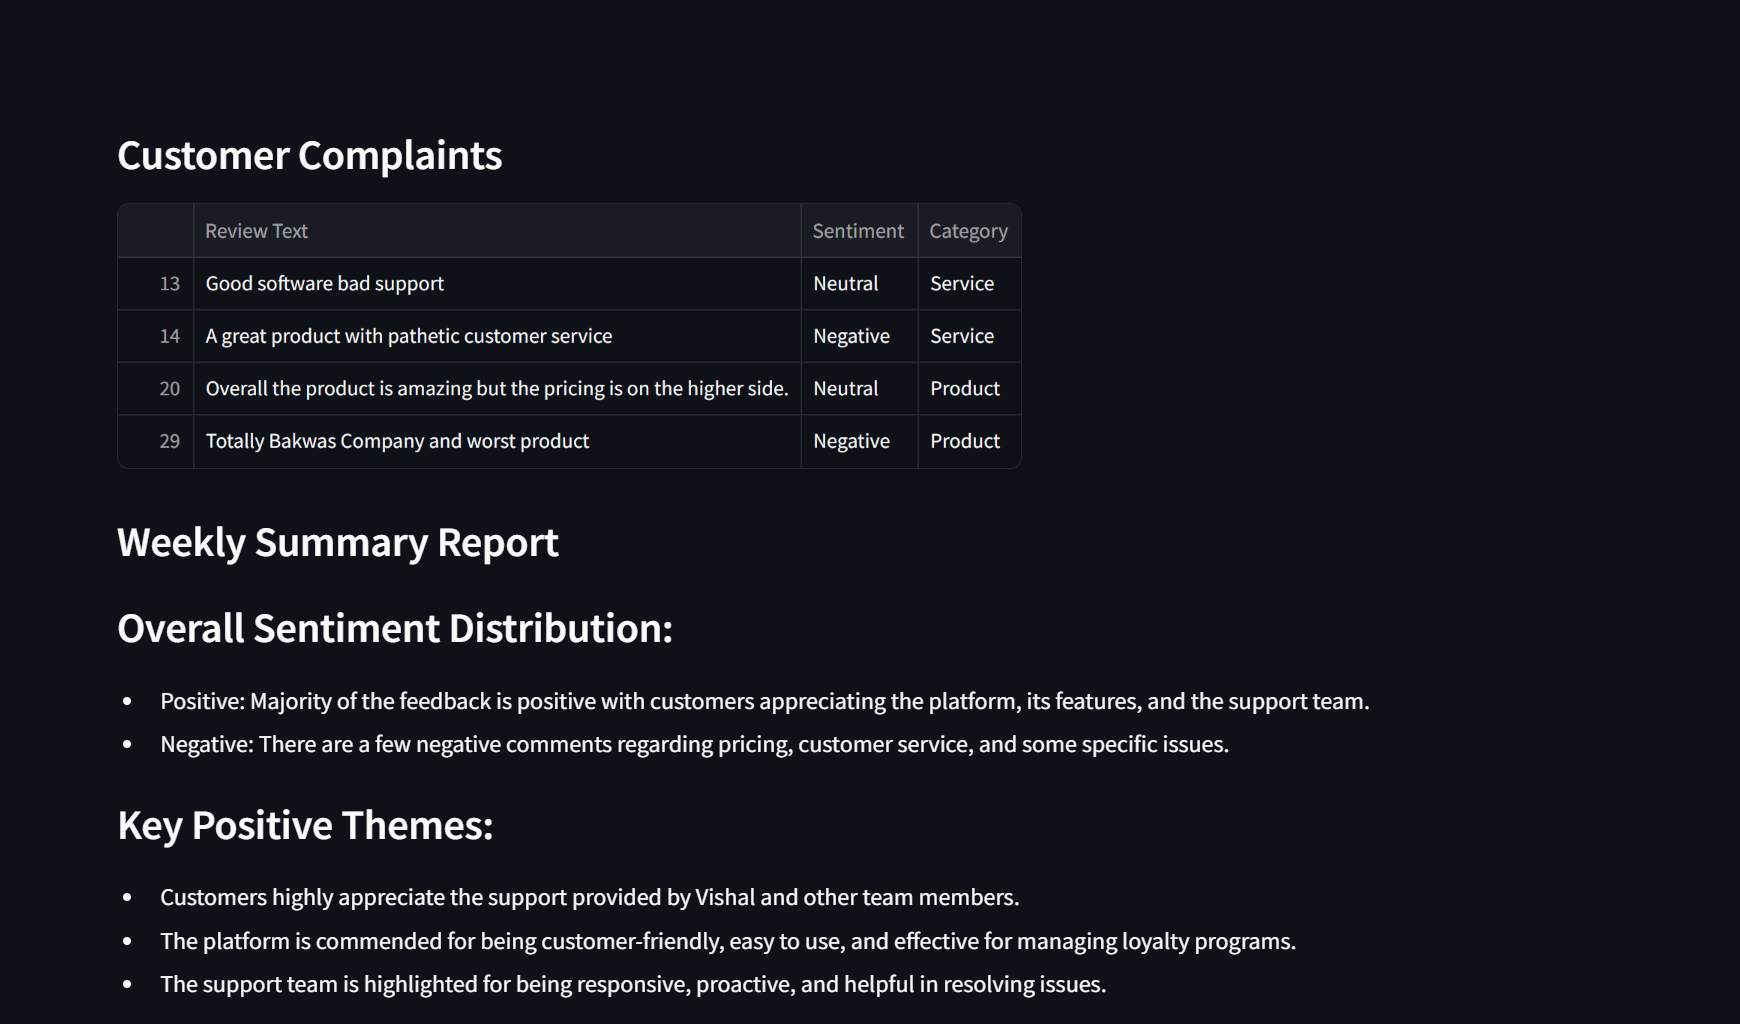 Customer Complaints
Review Text Sentiment Category
13 Good software bad support Neutral Service
14 A great product with pathetic customer service Negative Service
20 Overall the product is amazing but the pricing is on the higher side. Neutral Product
29 Totally Bakwas Company and worst product Negative Product
Weekly Summary Report
Overall Sentiment Distribution:
• Positive: Majority of the feedback is positive with customers appreciating the platform, its features, and the support team.
• Negative: There are a few negative comments regarding pricing, customer service, and some specific issues.
Key Positive Themes:
• Customers highly appreciate the support provided by Vishal and other team members.
• The platform is commended for being customer-friendly, easy to use, and effective for managing loyalty programs.
• The support team is highlighted for being responsive, proactive, and helpful in resolving issues.